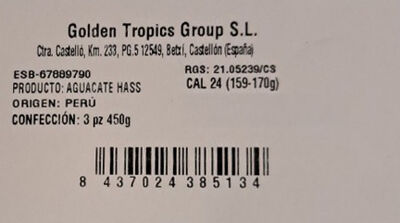 Golden Tropics Group S.L.
Ctra. Castelló, Km. 233, PG.5 12549, Betxí, Castellón (España)
ESB-67889790 RGS: 21.05239/CS
PRODUCTO: AGUACATE HASS CAL 24 (159-170g)
ORIGEN: PERÚ
CONFECCIÓN: 3 pz 450g
8 437024 385134